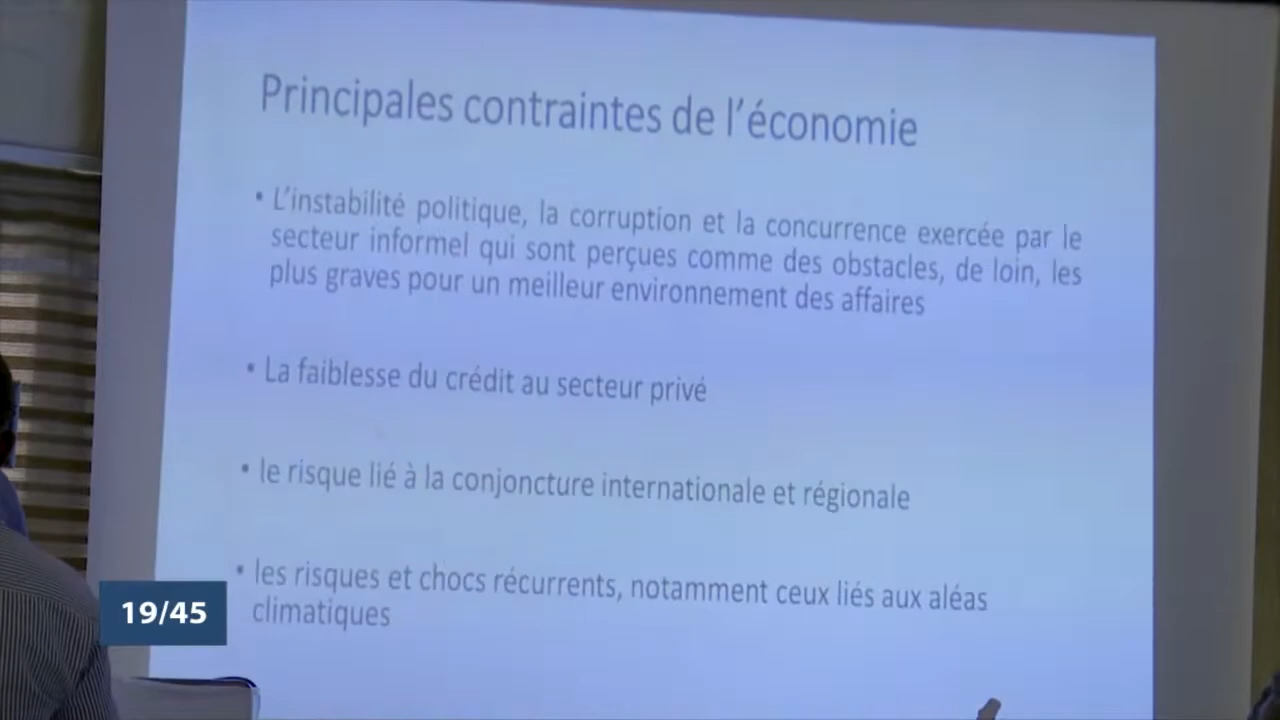 Principales contraintes de l'économie
• L'instabilité politique, la corruption et la concurrence exercée par le
secteur informel qui sont perçues comme des obstacles, de loin, les
plus graves pour un meilleur environnement des affaires
• La faiblesse du crédit au secteur privé
• le risque lié à la conjoncture internationale et régionale
• les risques et chocs récurrents, notamment ceux liés aux aléas
climatiques
19/45